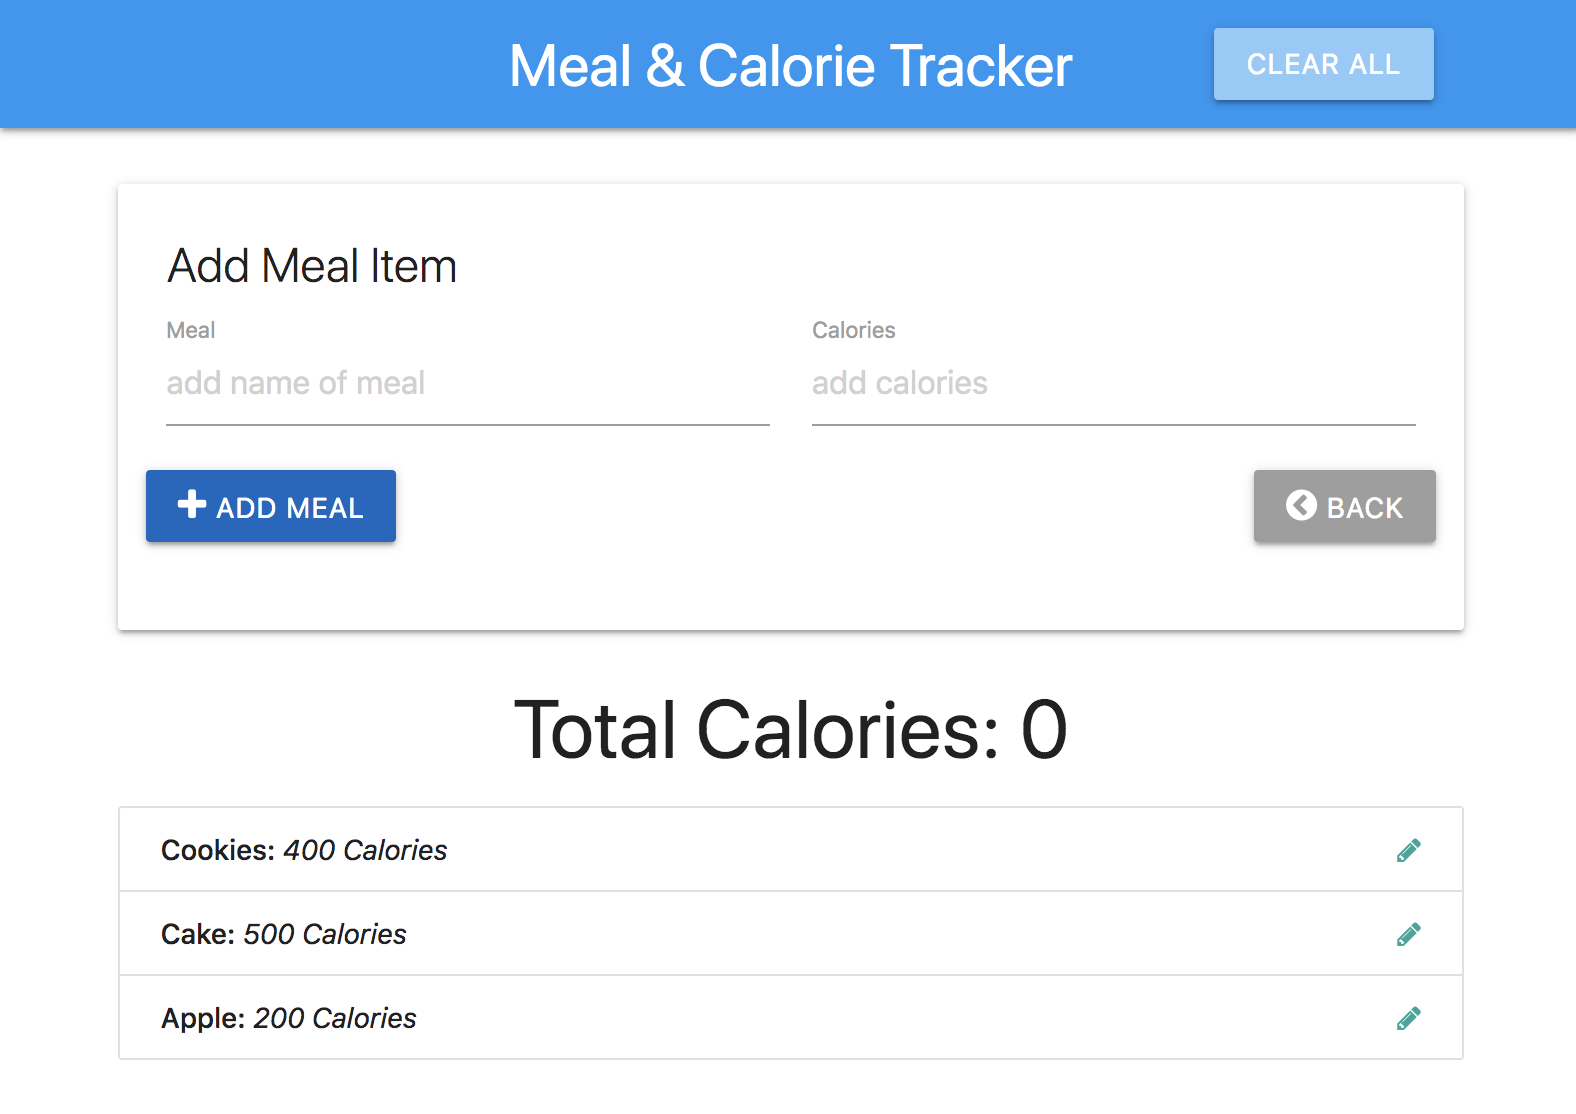 Meal & Calorie Tracker
CLEAR ALL
Add Meal Item
Meal
Calories
add name of meal
add calories
ADD MEAL
BACK
Total Calories: 0
Cookies: 400 Calories
Cake: 500 Calories
Apple: 200 Calories